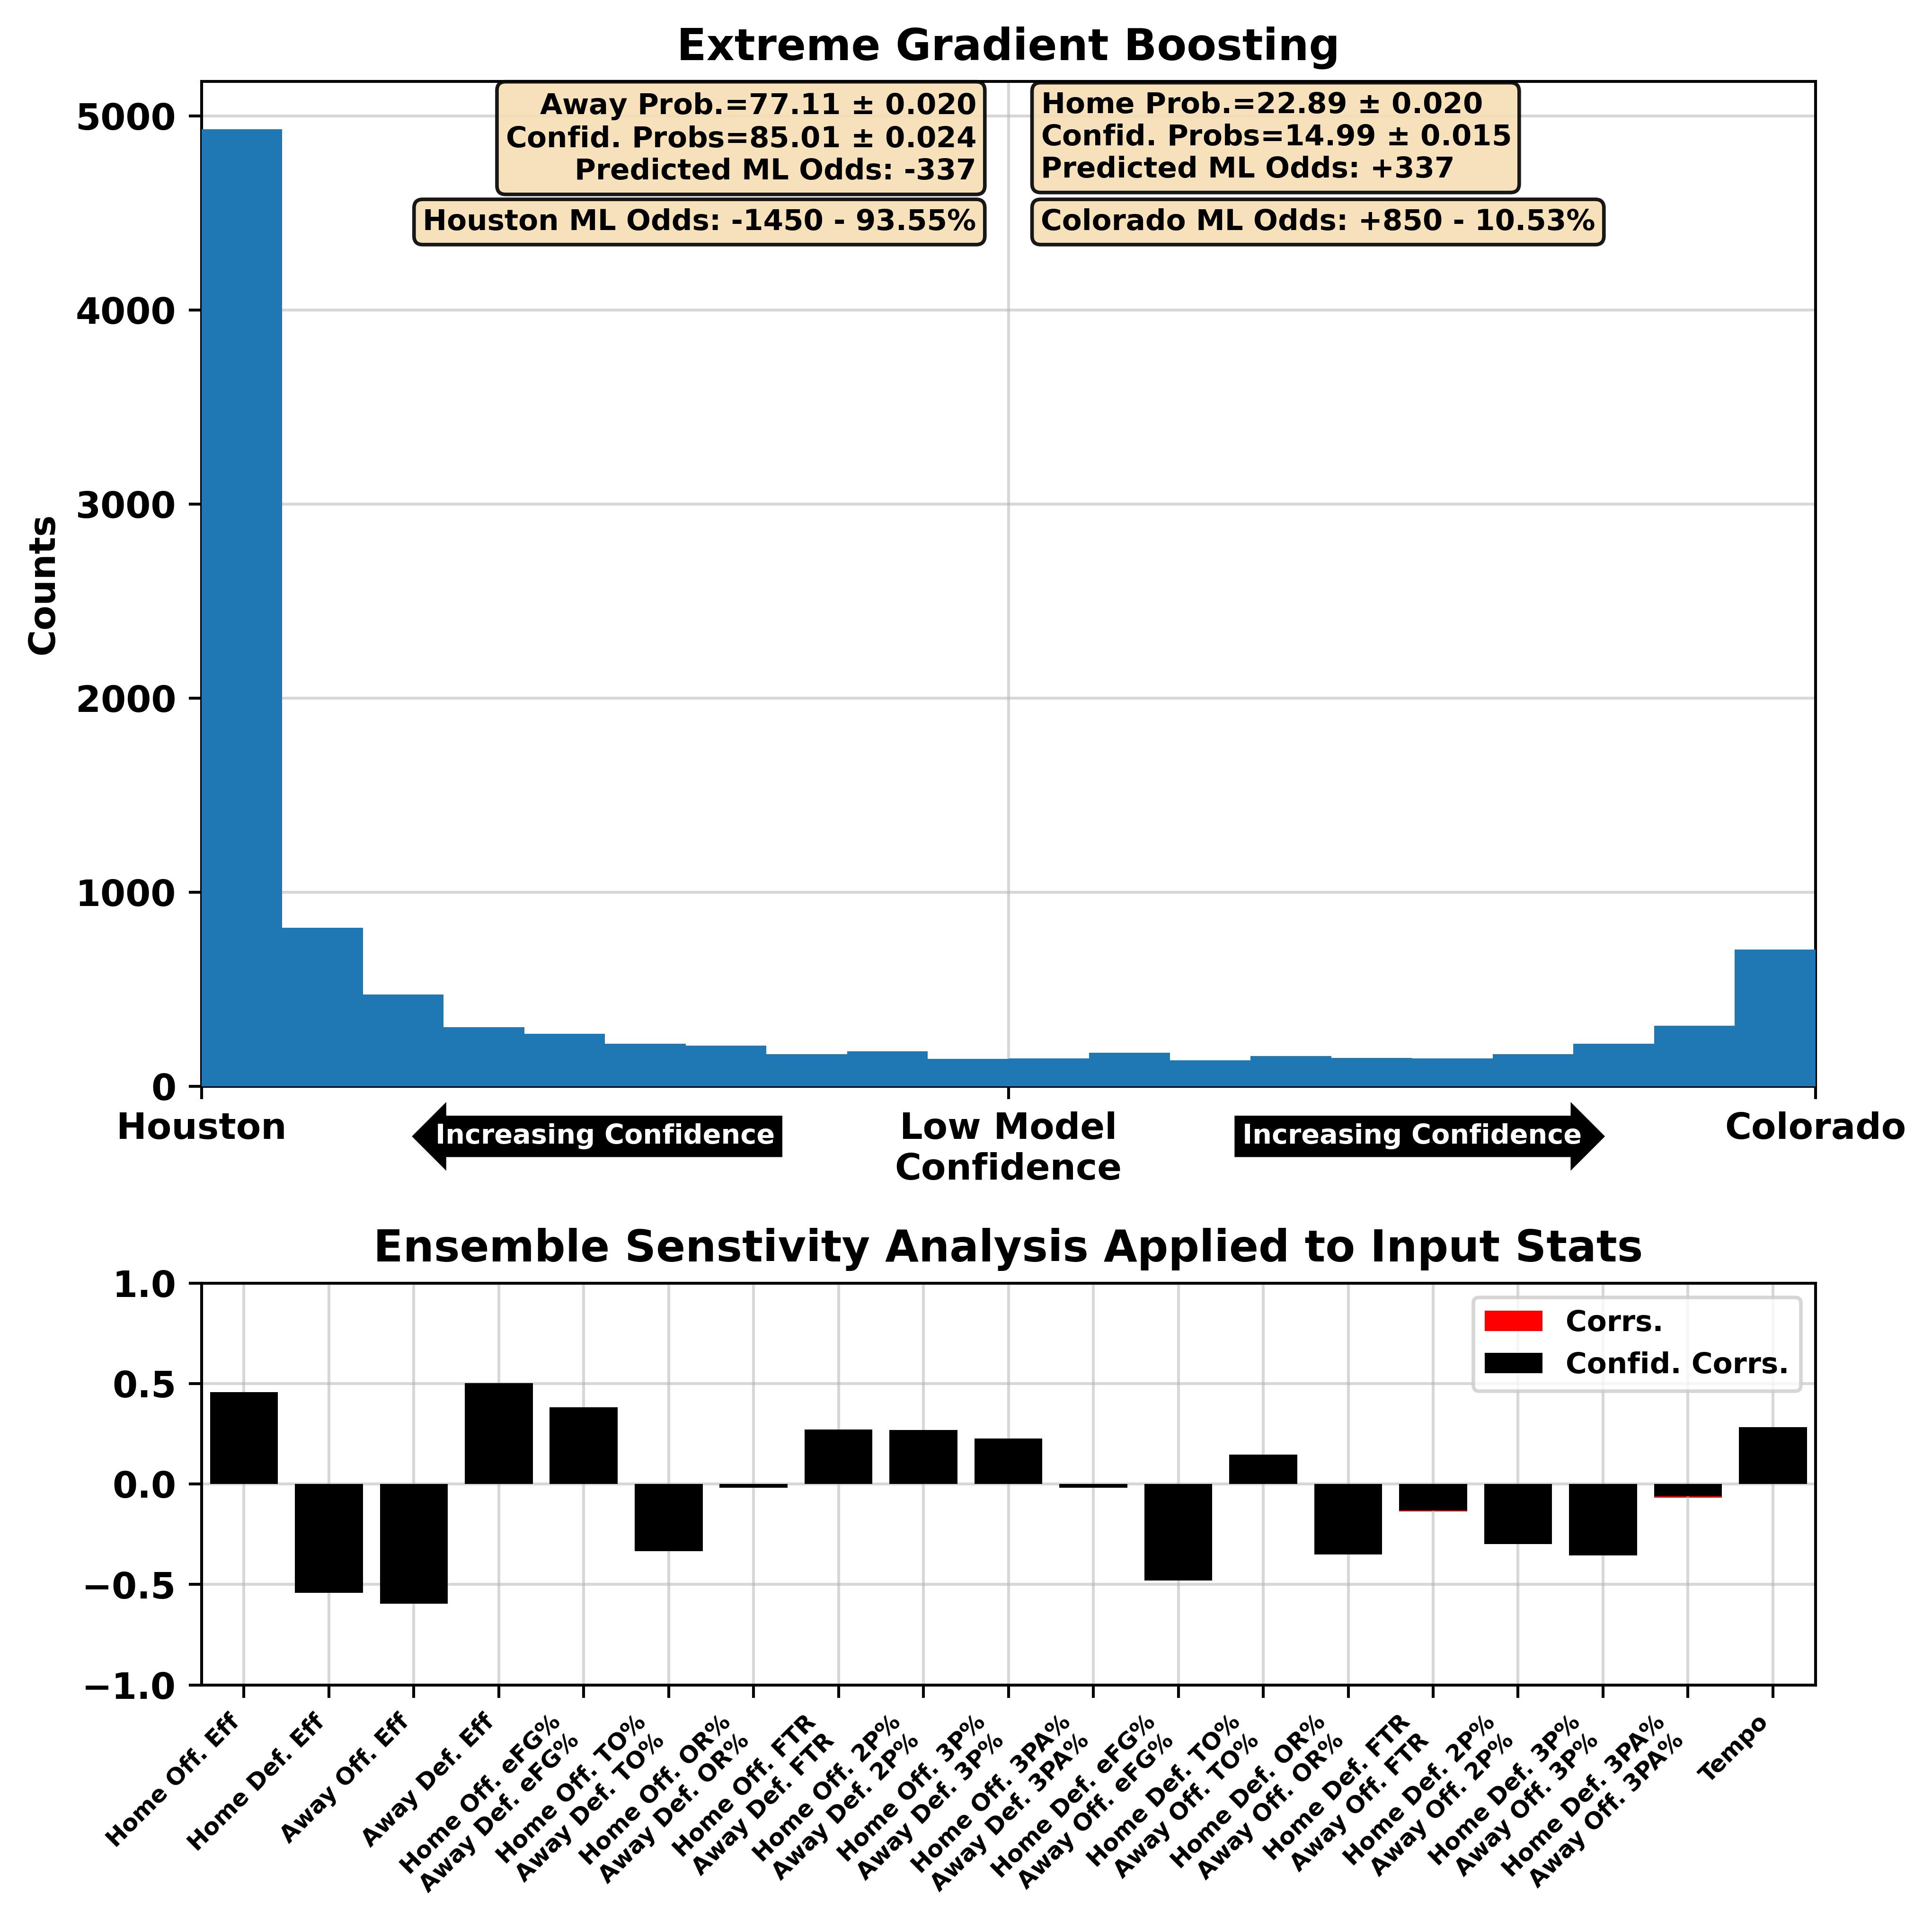 Extreme Gradient Boosting
Away Prob.=77.11 ± 0.020
Confid. Probs=85.01 ± 0.024
Predicted ML Odds: -337
Houston ML Odds: -1450 - 93.55%
Home Prob.=22.89 ± 0.020
Confid. Probs=14.99 ± 0.015
Predicted ML Odds: +337
Colorado ML Odds: +850 - 10.53%
Counts
5000
4000
3000
2000
1000
0
Houston
Increasing Confidence
Low Model
Confidence
Increasing Confidence
Colorado
Ensemble Senstivity Analysis Applied to Input Stats
Corrs.
Confid. Corrs.
1.0
0.5
0.0
−0.5
−1.0
Home Off. Eff
Home Def. Eff
Away Off. Eff
Away Def. Eff
Home Off. eFG%
Away Def. eFG%
Home Off. TO%
Away Def. TO%
Home Off. OR%
Away Def. OR%
Home Off. FTR
Away Def. FTR
Home Off. 2P%
Away Def. 2P%
Home Off. 3P%
Away Def. 3P%
Home Off. 3PA%
Away Def. 3PA%
Home Def. eFG%
Away Off. eFG%
Home Def. TO%
Away Off. TO%
Home Def. OR%
Away Off. OR%
Home Def. FTR
Away Off. FTR
Home Def. 2P%
Away Off. 2P%
Home Def. 3P%
Away Off. 3P%
Home Def. 3PA%
Away Off. 3PA%
Tempo